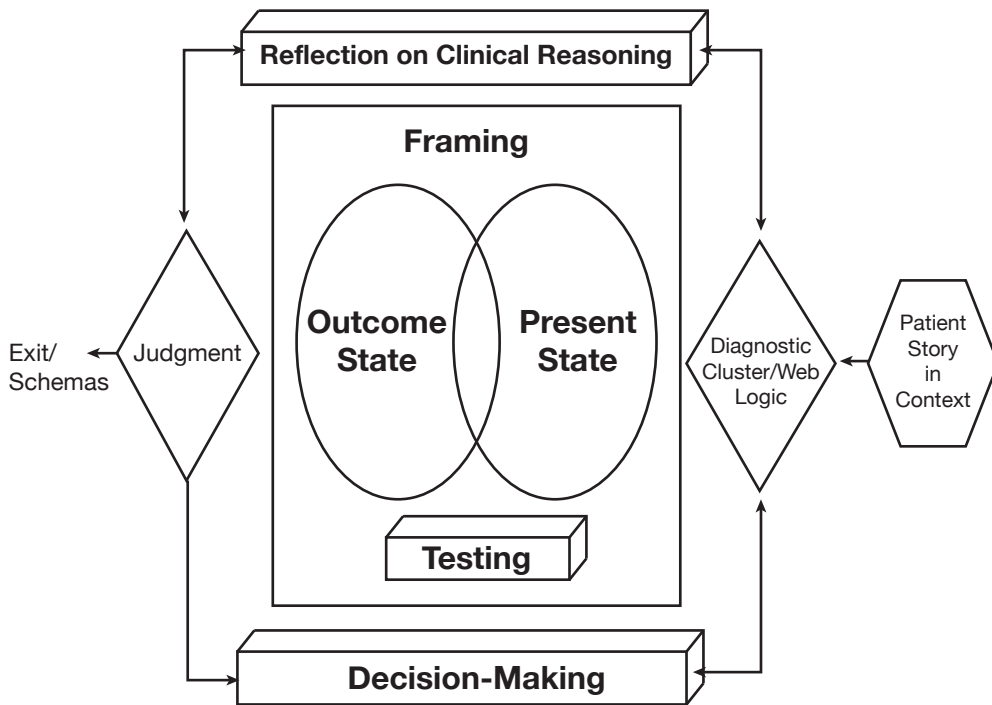 Reflection on Clinical Reasoning
Framing
Outcome
State
Present
State
Exit/
Schemas
Judgment
Diagnostic
Cluster/Web
Logic
Patient
Story
in
Context
Testing
Decision-Making